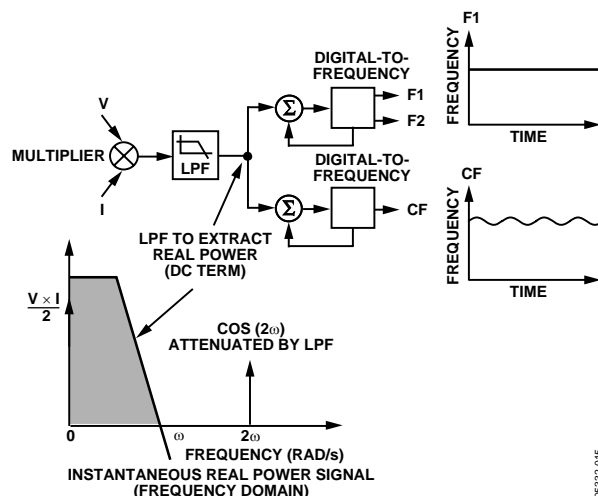 F1
DIGITAL-TO-
FREQUENCY
FREQUENCY
V
Σ
F1
F2
TIME
MULTIPLIER
LPF
DIGITAL-TO-
FREQUENCY
CF
I
Σ
CF
FREQUENCY
LPF TO EXTRACT
REAL POWER
(DC TERM)
TIME
V × I
2
COS (2ω)
ATTENUATED BY LPF
0
ω
2ω
FREQUENCY (RAD/s)
INSTANTANEOUS REAL POWER SIGNAL
(FREQUENCY DOMAIN)